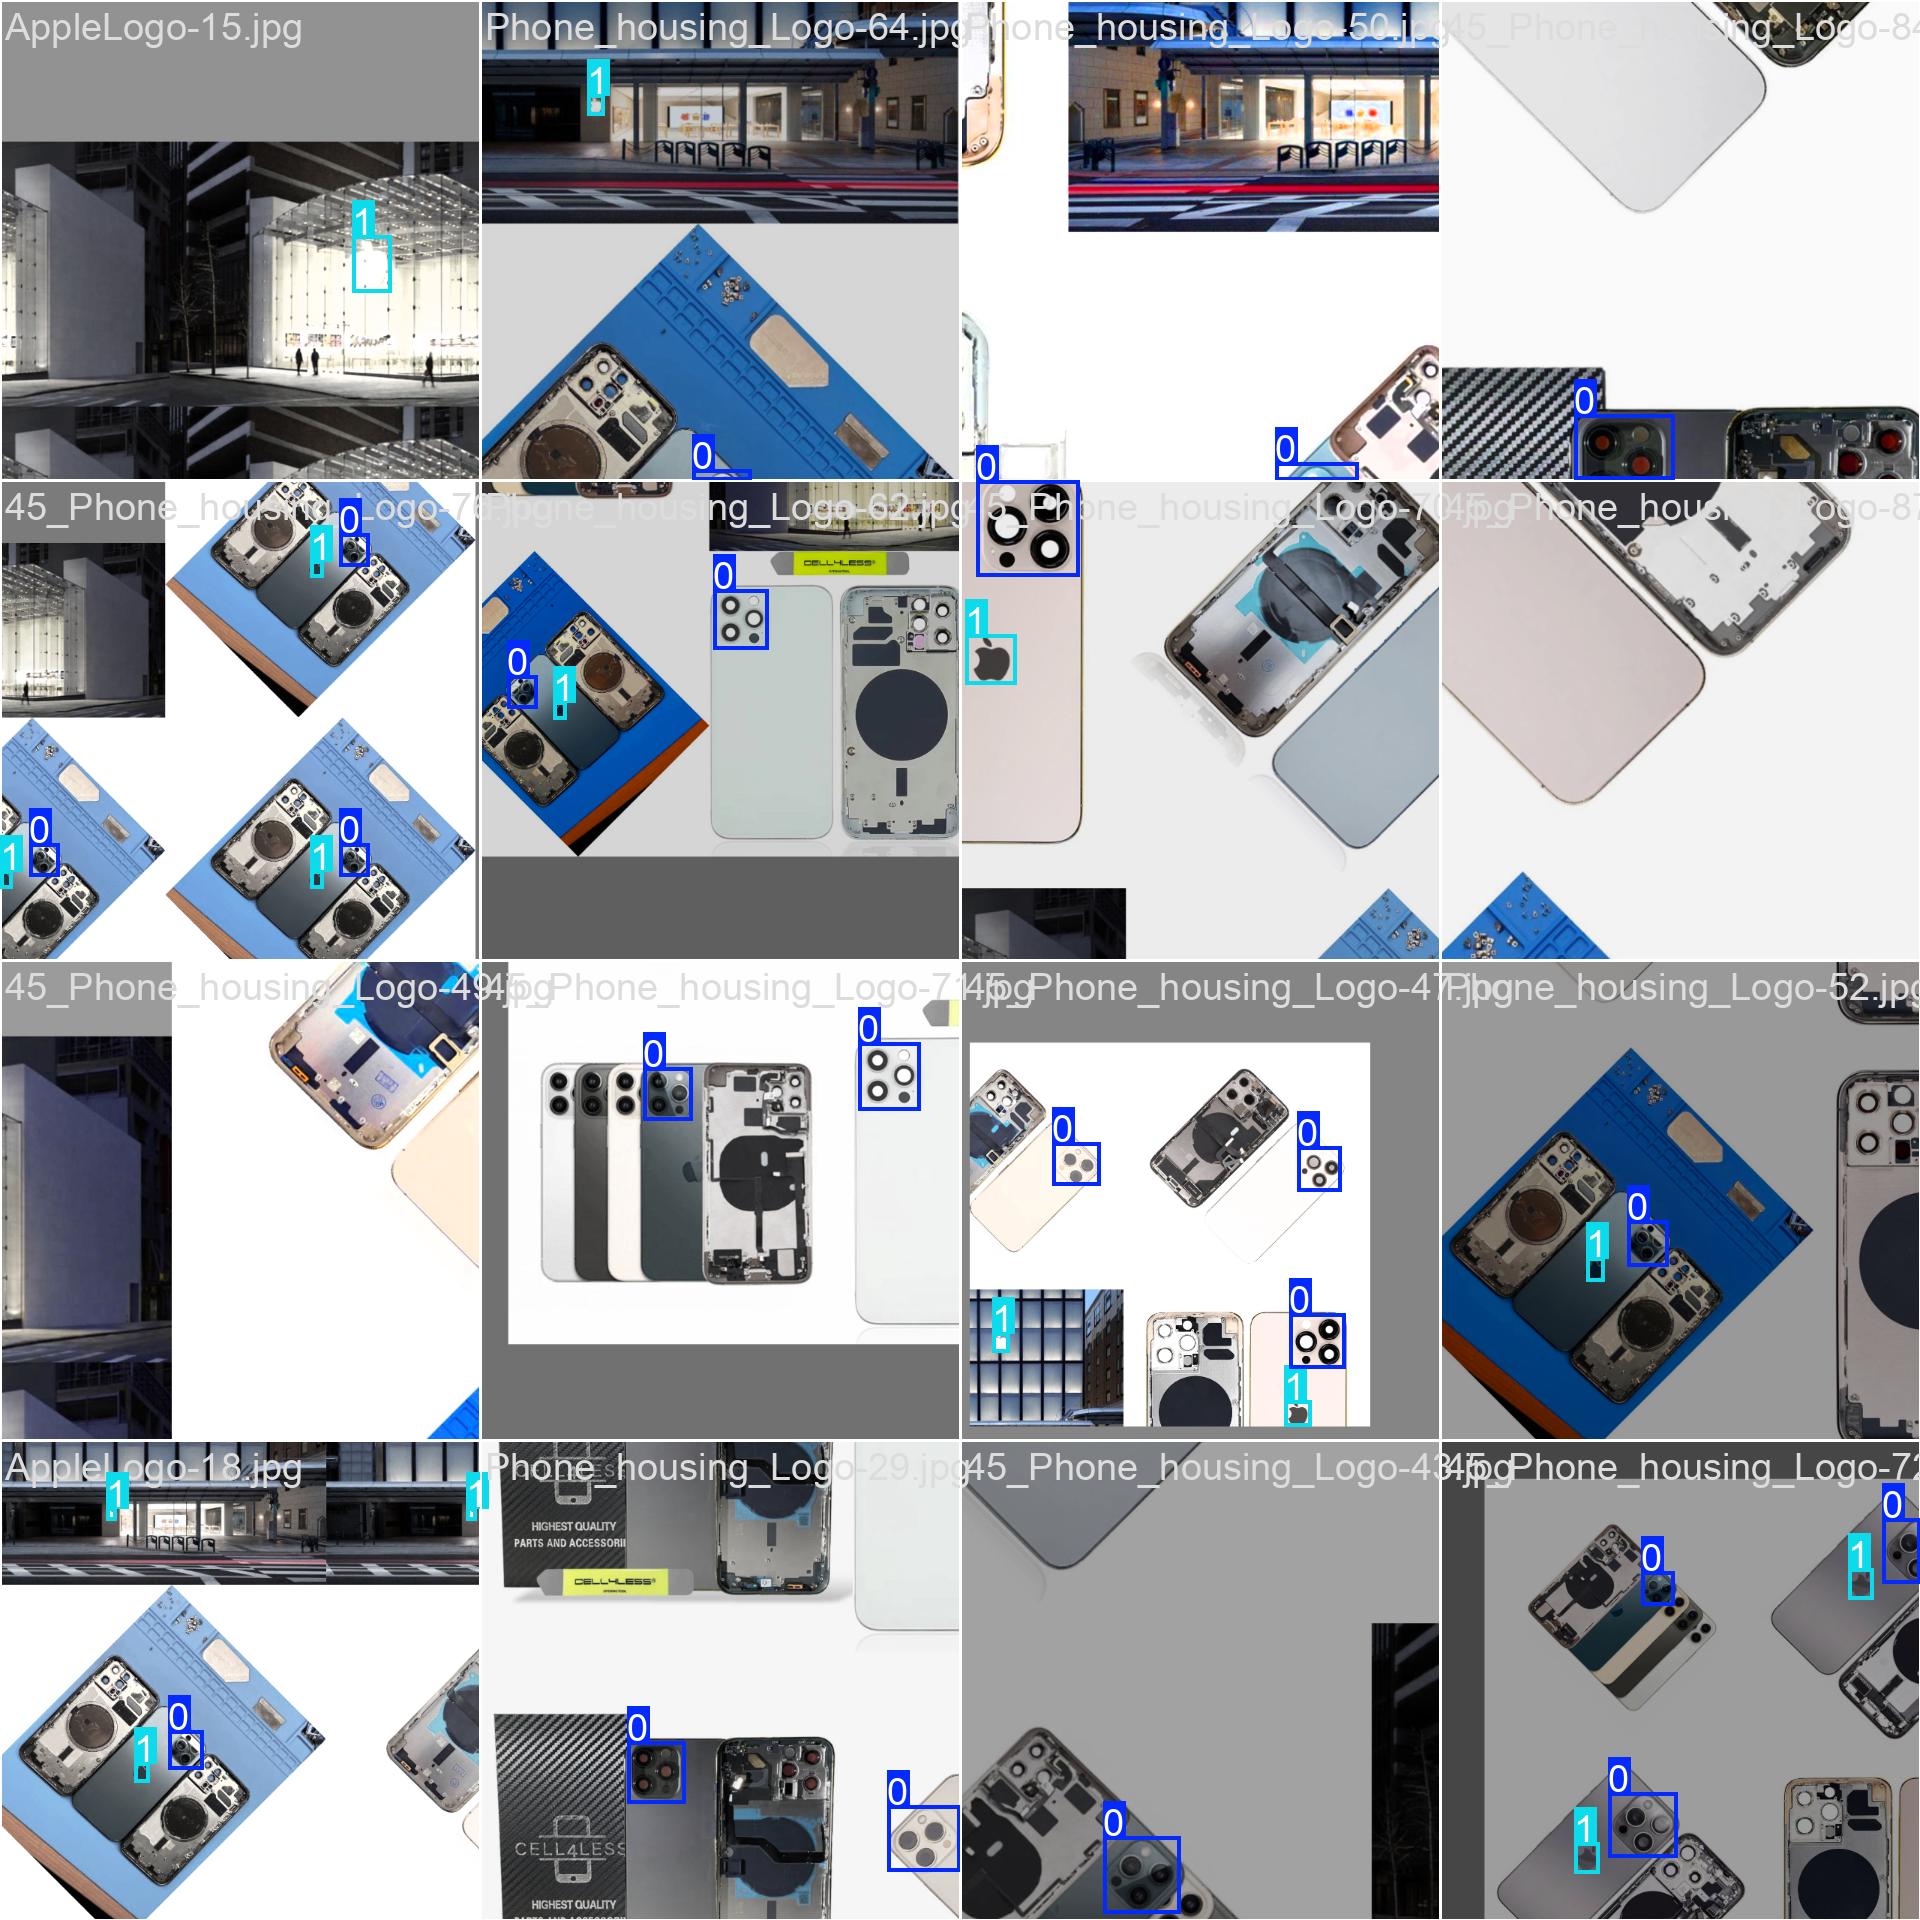 AppleLogo-15.jpg
Phone_housing_Logo-64.jpg
Phone_housing_Logo-50.jpg
45_Phone_housing_Logo-84
1
1
0
0
0
0
45_Phone_housing_Logo-76.jpg
Phone_housing_Logo-62.jpg
45_Phone_housing_Logo-70.jpg
45_Phone_housing_Logo-87
0
1
CELL4LESS
0
0
1
1
0
1
0
1
0
45_Phone_housing_Logo-49.jpg
45_Phone_housing_Logo-71.jpg
45_Phone_housing_Logo-47.jpg
Phone_housing_Logo-52.jpg
0
0
0
0
0
1
0
1
1
AppleLogo-18.jpg
Phone_housing_Logo-29.jpg
45_Phone_housing_Logo-43.jpg
45_Phone_housing_Logo-72
1
1
HIGHEST QUALITY
PARTS AND ACCESSORII
CELL4LESS
0
1
0
1
0
0
CELL4LESS
HIGHEST QUALITY
0
0
1
0